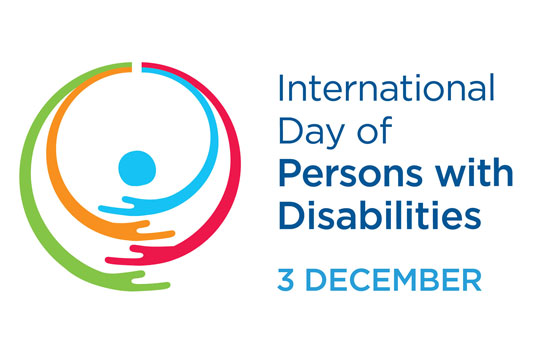 International
Day of
Persons with
Disabilities
3 DECEMBER